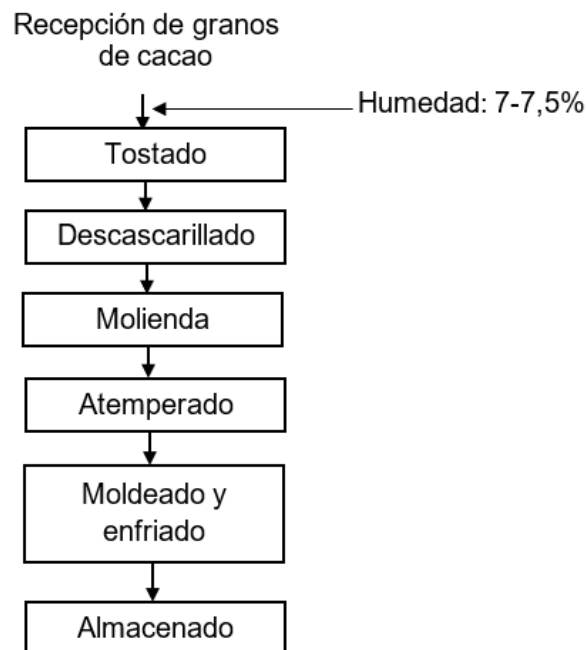 Recepción de granos
de cacao
Humedad: 7-7,5%
Tostado
Descascarillado
Molienda
Atemperado
Moldeado y
enfriado
Almacenado